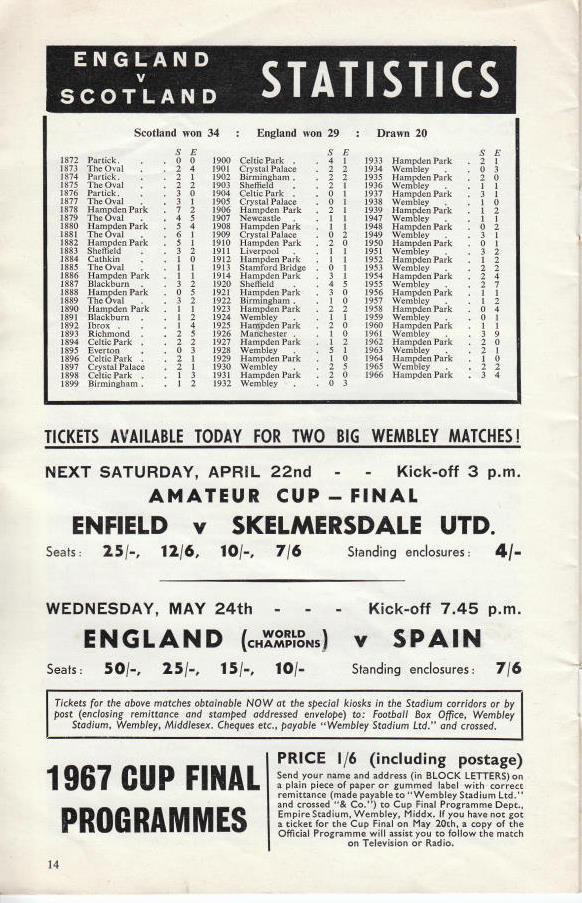 ENGLAND
v
SCOTLAND
STATISTICS
Scotland won 34 : England won 29 : Drawn 20
S E
1872 Partick . . 0 0
1873 The Oval . 2 4
1874 Partick . . 2 1
1875 The Oval . 2 2
1876 Partick . . 3 0
1877 The Oval . 3 1
1878 Hampden Park . 7 2
1879 The Oval . 4 5
1880 Hampden Park . 5 4
1881 The Oval . 6 1
1882 Hampden Park . 5 1
1883 Sheffield . 3 2
1884 Cathkin . 1 0
1885 The Oval . 1 1
1886 Hampden Park . 1 1
1887 Blackburn . 3 2
1888 Hampden Park . 0 5
1889 The Oval . 3 2
1890 Hampden Park . 1 1
1891 Blackburn . 1 2
1892 Ibrox . . 1 4
1893 Richmond . 2 5
1894 Celtic Park . 2 2
1895 Everton . 0 3
1896 Celtic Park . 2 1
1897 Crystal Palace . 2 1
1898 Celtic Park . 1 3
1899 Birmingham . 1 2
S E
1900 Celtic Park . 4 1
1901 Crystal Palace . 2 2
1902 Birmingham . 2 2
1903 Sheffield . 2 1
1904 Celtic Park . 0 1
1905 Crystal Palace . 0 1
1906 Hampden Park . 2 1
1907 Newcastle . 1 1
1908 Hampden Park . 1 1
1909 Crystal Palace . 0 2
1910 Hampden Park . 2 0
1911 Liverpool . 1 1
1912 Hampden Park . 1 1
1913 Stamford Bridge . 0 1
1914 Hampden Park . 3 1
1920 Sheffield . 4 5
1921 Hampden Park . 3 0
1922 Birmingham . 1 0
1923 Hampden Park . 2 2
1924 Wembley . 1 1
1925 Hampden Park . 2 0
1926 Manchester . 1 0
1927 Hampden Park . 1 2
1928 Wembley . 5 1
1929 Hampden Park . 1 0
1930 Wembley . 2 5
1931 Hampden Park . 2 0
1932 Wembley . 0 3
S E
1933 Hampden Park . 2 1
1934 Wembley . 0 3
1935 Hampden Park . 2 0
1936 Wembley . 1 1
1937 Hampden Park . 3 1
1938 Wembley . 1 0
1939 Hampden Park . 1 2
1947 Wembley . 1 1
1948 Hampden Park . 0 2
1949 Wembley . 3 1
1950 Hampden Park . 0 1
1951 Wembley . 3 2
1952 Hampden Park . 1 2
1953 Wembley . 2 2
1954 Hampden Park . 2 4
1955 Wembley . 2 7
1956 Hampden Park . 1 1
1957 Wembley . 1 2
1958 Hampden Park . 0 4
1959 Wembley . 0 1
1960 Hampden Park . 1 1
1961 Wembley . 3 9
1962 Hampden Park . 2 0
1963 Wembley . 2 1
1964 Hampden Park . 1 0
1965 Wembley . 2 2
1966 Hampden Park . 3 4
TICKETS AVAILABLE TODAY FOR TWO BIG WEMBLEY MATCHES!
NEXT SATURDAY, APRIL 22nd - - Kick-off 3 p.m.
AMATEUR CUP – FINAL
ENFIELD v SKELMERSDALE UTD.
Seats: 25/-, 12/6, 10/-, 7/6 Standing enclosures: 4/-
WEDNESDAY, MAY 24th - - - Kick-off 7.45 p.m.
ENGLAND (WORLD CHAMPIONS) v SPAIN
Seats: 50/-, 25/-, 15/-, 10/- Standing enclosures: 7/6
Tickets for the above matches obtainable NOW at the special kiosks in the Stadium corridors or by
post (enclosing remittance and stamped addressed envelope) to: Football Box Office, Wembley
Stadium, Wembley, Middlesex. Cheques etc., payable "Wembley Stadium Ltd." and crossed.
1967 CUP FINAL
PROGRAMMES
PRICE 1/6 (including postage)
Send your name and address (in BLOCK LETTERS) on
a plain piece of paper or gummed label with correct
remittance (made payable to "Wembley Stadium Ltd."
and crossed "& Co.") to Cup Final Programme Dept.,
Empire Stadium, Wembley, Middx. If you have not got
a ticket for the Cup Final on May 20th, a copy of the
Official Programme will assist you to follow the match
on Television or Radio.
14